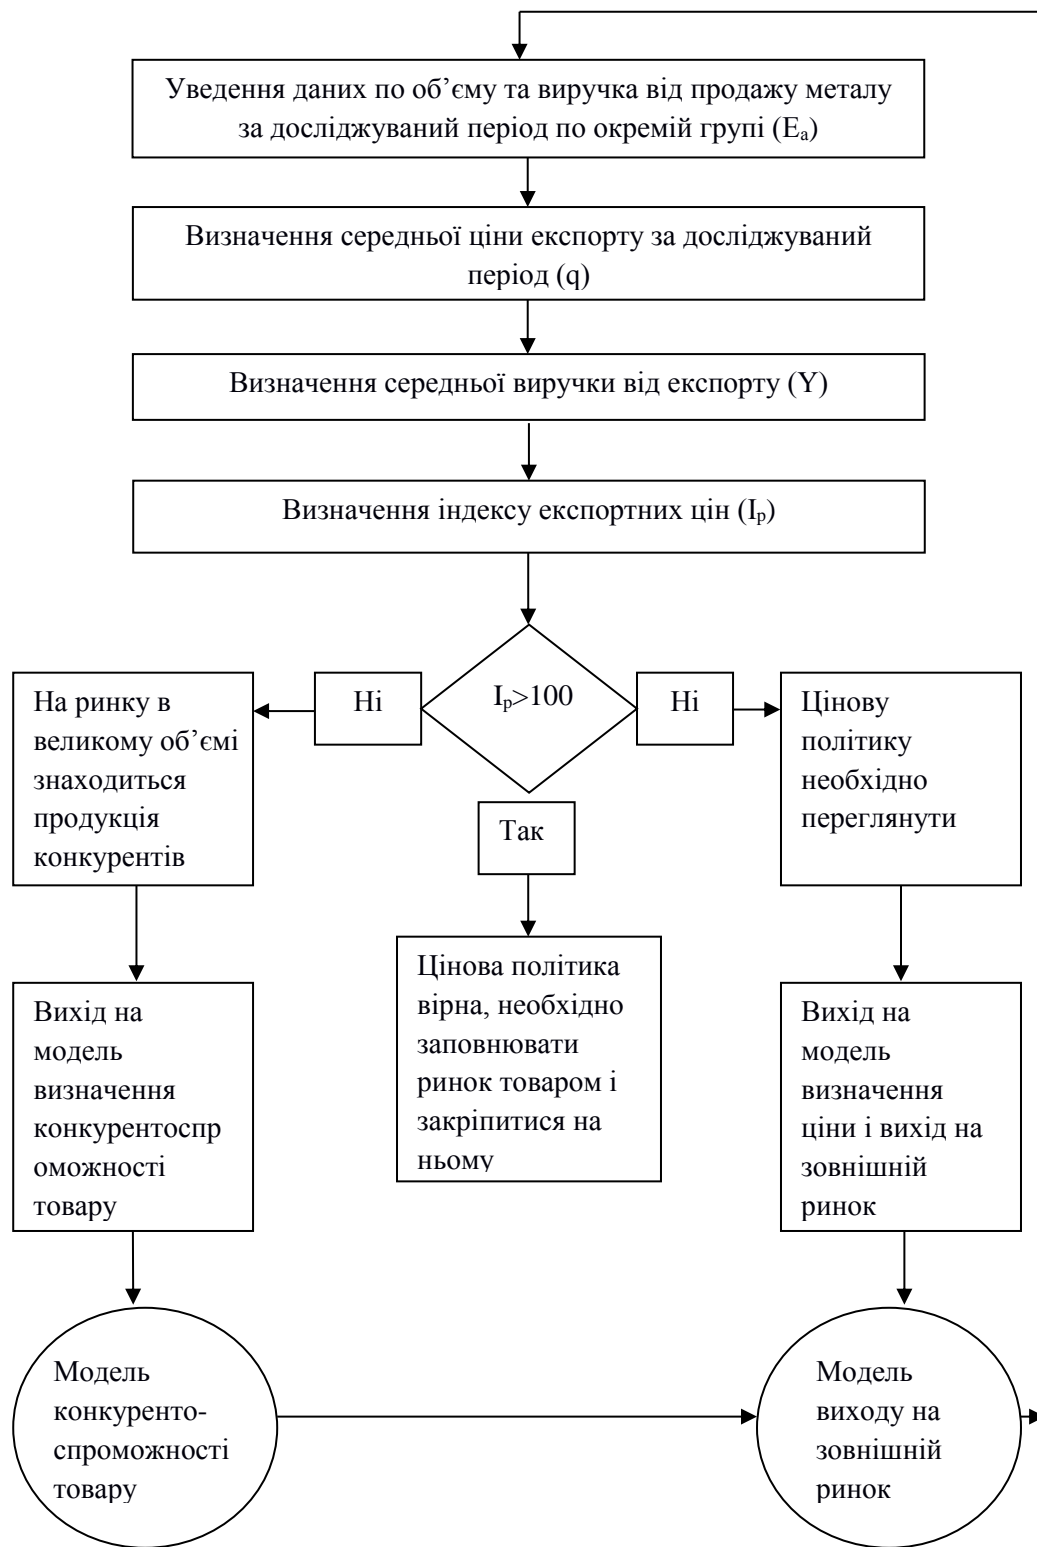 Уведення даних по об’єму та виручка від продажу металу
за досліджуваний період по окремій групі (Eₐ)
Визначення середньої ціни експорту за досліджуваний
період (q)
Визначення середньої виручки від експорту (Y)
Визначення індексу експортних цін (Iₚ)
Iₚ>100
Ні
Ні
Так
На ринку в
великому об’ємі
знаходиться
продукція
конкурентів
Цінову
політику
необхідно
переглянути
Цінова політика
вірна, необхідно
заповнювати
ринок товаром і
закріпитися на
ньому
Вихід на
модель
визначення
конкурентоспр
оможності
товару
Вихід на
модель
визначення
ціни і вихід на
зовнішній
ринок
Модель
конкуренто-
спроможності
товару
Модель
виходу на
зовнішній
ринок